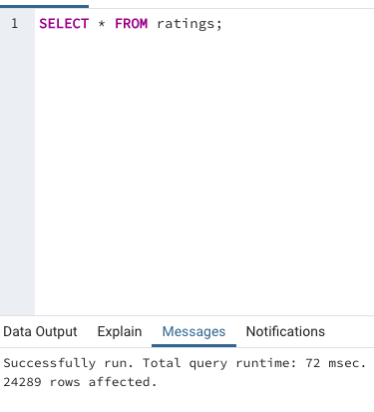 1 SELECT * FROM ratings;
Data Output Explain Messages Notifications
Successfully run. Total query runtime: 72 msec.
24289 rows affected.